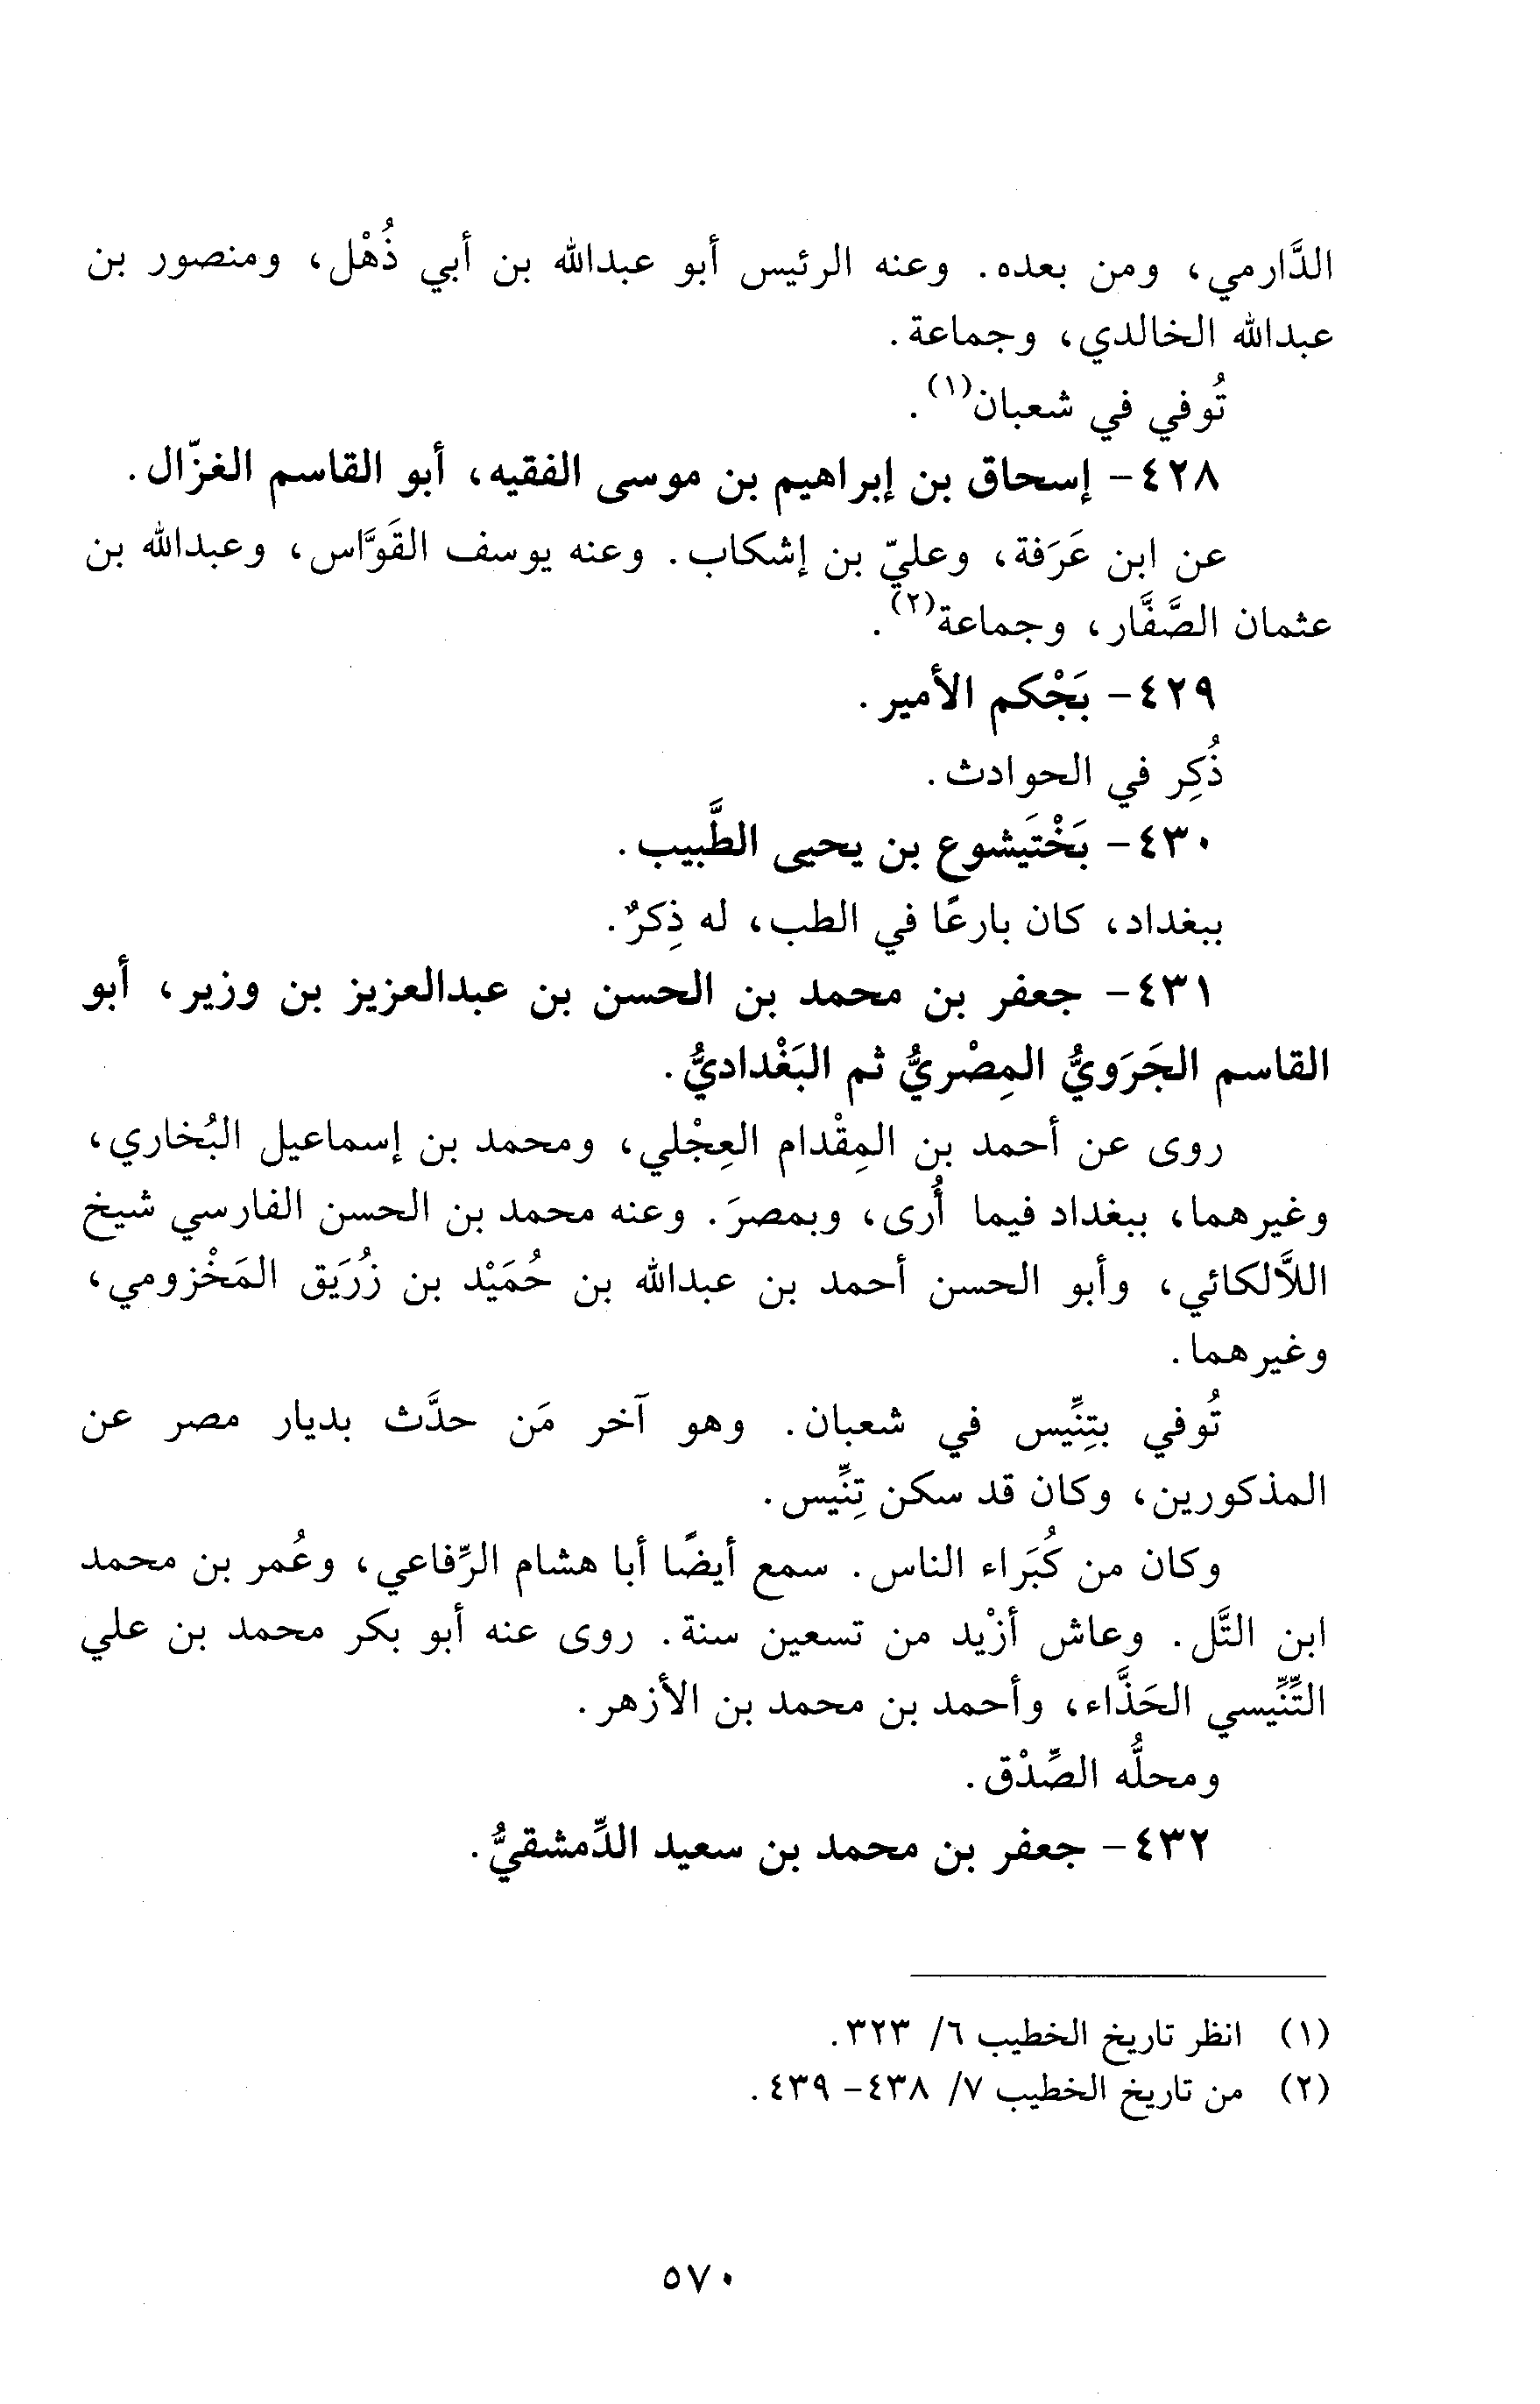 الدَّارمي، ومن بعده. وعنه الرئيس أبو عبدالله بن أبي ذُهْل، ومنصور بن
عبدالله الخالدي، وجماعة.
تُوفي في شعبان(١).
٤٢٨- إسحاق بن إبراهيم بن موسى الفقيه، أبو القاسم الغزّال.
عن ابن عَرَفة، وعليّ بن إشكاب. وعنه يوسف القَوَّاس، وعبدالله بن
عثمان الصَّفَّار، وجماعة(٢).
٤٢٩- بَجْكم الأمير.
ذُكِر في الحوادث.
٤٣٠- بَخْتَيشوع بن يحيى الطَّبيب.
ببغداد، كان بارعًا في الطب، له ذِكرٌ.
٤٣١- جعفر بن محمد بن الحسن بن عبدالعزيز بن وزير، أبو
القاسم الجَرَويُّ المِصْريُّ ثم البَغْداديُّ.
روى عن أحمد بن المِقْدام العِجْلي، ومحمد بن إسماعيل البُخاري،
وغيرهما، ببغداد فيما أُرى، وبمصرَ. وعنه محمد بن الحسن الفارسي شيخ
اللاَّلكائي، وأبو الحسن أحمد بن عبدالله بن حُمَيْد بن زُرَيق المَخْزومي،
وغيرهما.
تُوفي بتِنِّيس في شعبان. وهو آخر مَن حدَّث بديار مصر عن
المذكورين، وكان قد سكن تِنِّيس.
وكان من كُبَراء الناس. سمع أيضًا أبا هشام الرِّفاعي، وعُمر بن محمد
ابن التَّل. وعاش أزْيد من تسعين سنة. روى عنه أبو بكر محمد بن علي
التِّنِّيسي الحَذَّاء، وأحمد بن محمد بن الأزهر.
ومحلُّه الصِّدْق.
٤٣٢- جعفر بن محمد بن سعيد الدِّمشقيُّ.
(١) انظر تاريخ الخطيب ٦/ ٣٢٣.
(٢) من تاريخ الخطيب ٧/ ٤٣٨- ٤٣٩.
٥٧٠